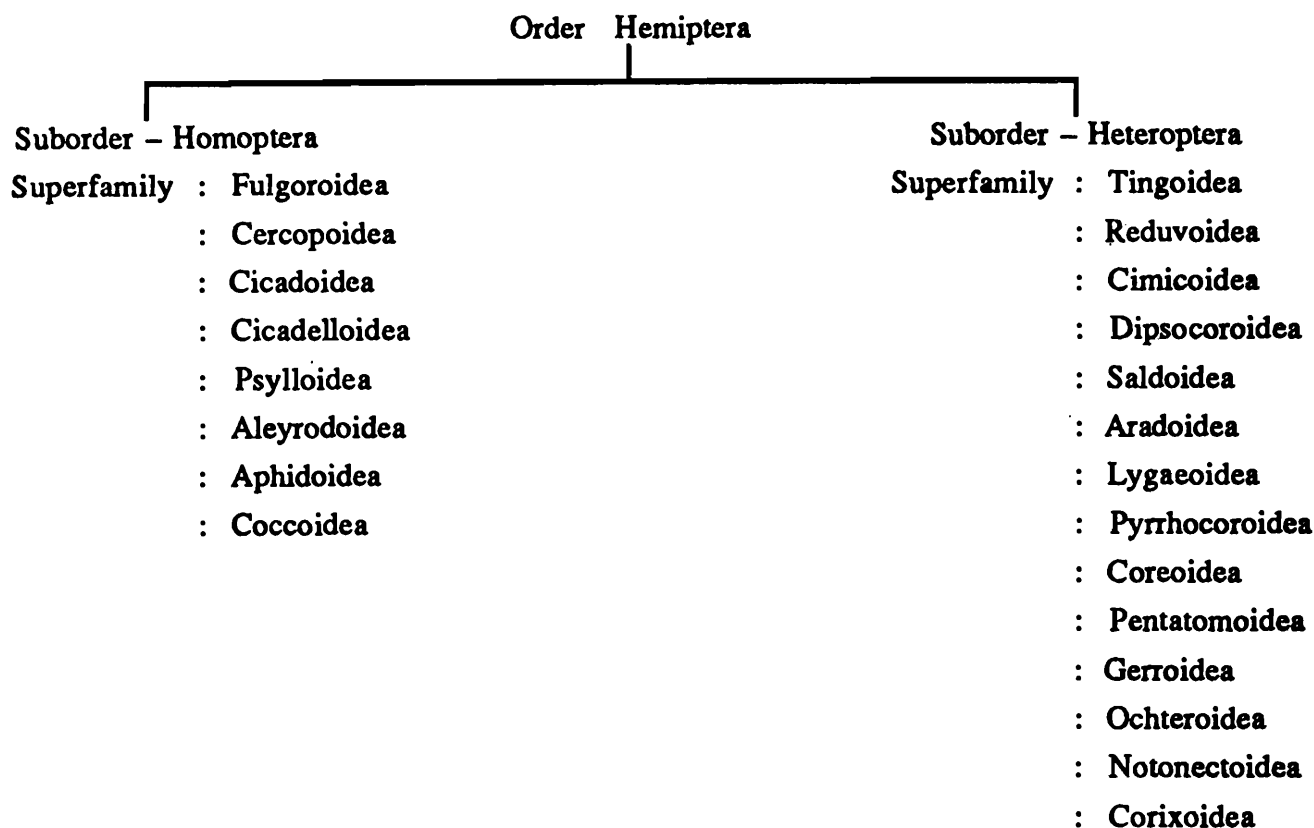 Order Hemiptera
Suborder – Homoptera
Superfamily : Fulgoroidea
: Cercopoidea
: Cicadoidea
: Cicadelloidea
: Psylloidea
: Aleyrodoidea
: Aphidoidea
: Coccoidea
Suborder – Heteroptera
Superfamily : Tingoidea
: Reduvoidea
: Cimicoidea
: Dipsocoroidea
: Saldoidea
: Aradoidea
: Lygaeoidea
: Pyrrhocoroidea
: Coreoidea
: Pentatomoidea
: Gerroidea
: Ochteroidea
: Notonectoidea
: Corixoidea